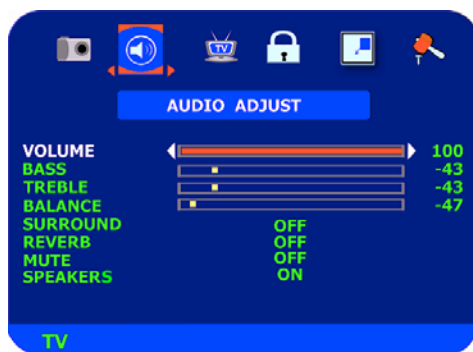 TV
AUDIO ADJUST
VOLUME 100
BASS -43
TREBLE -43
BALANCE -47
SURROUND OFF
REVERB OFF
MUTE OFF
SPEAKERS ON
TV